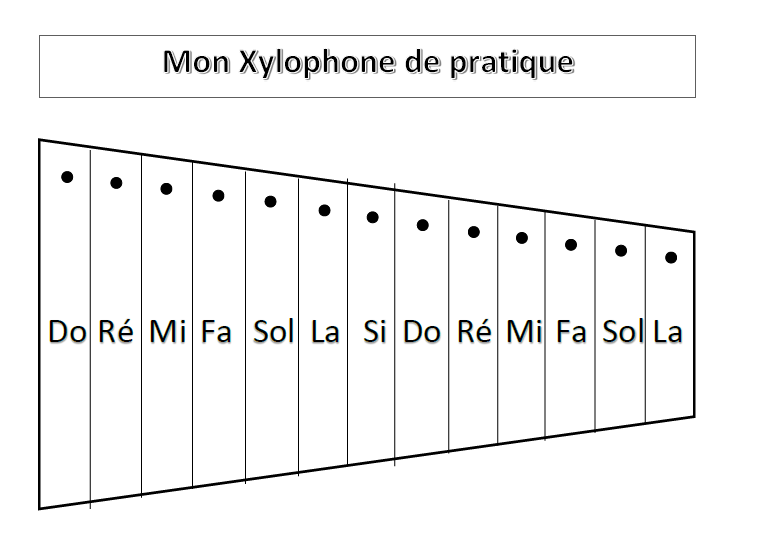 Mon Xylophone de pratique
Do Ré Mi Fa Sol La Si Do Ré Mi Fa Sol La